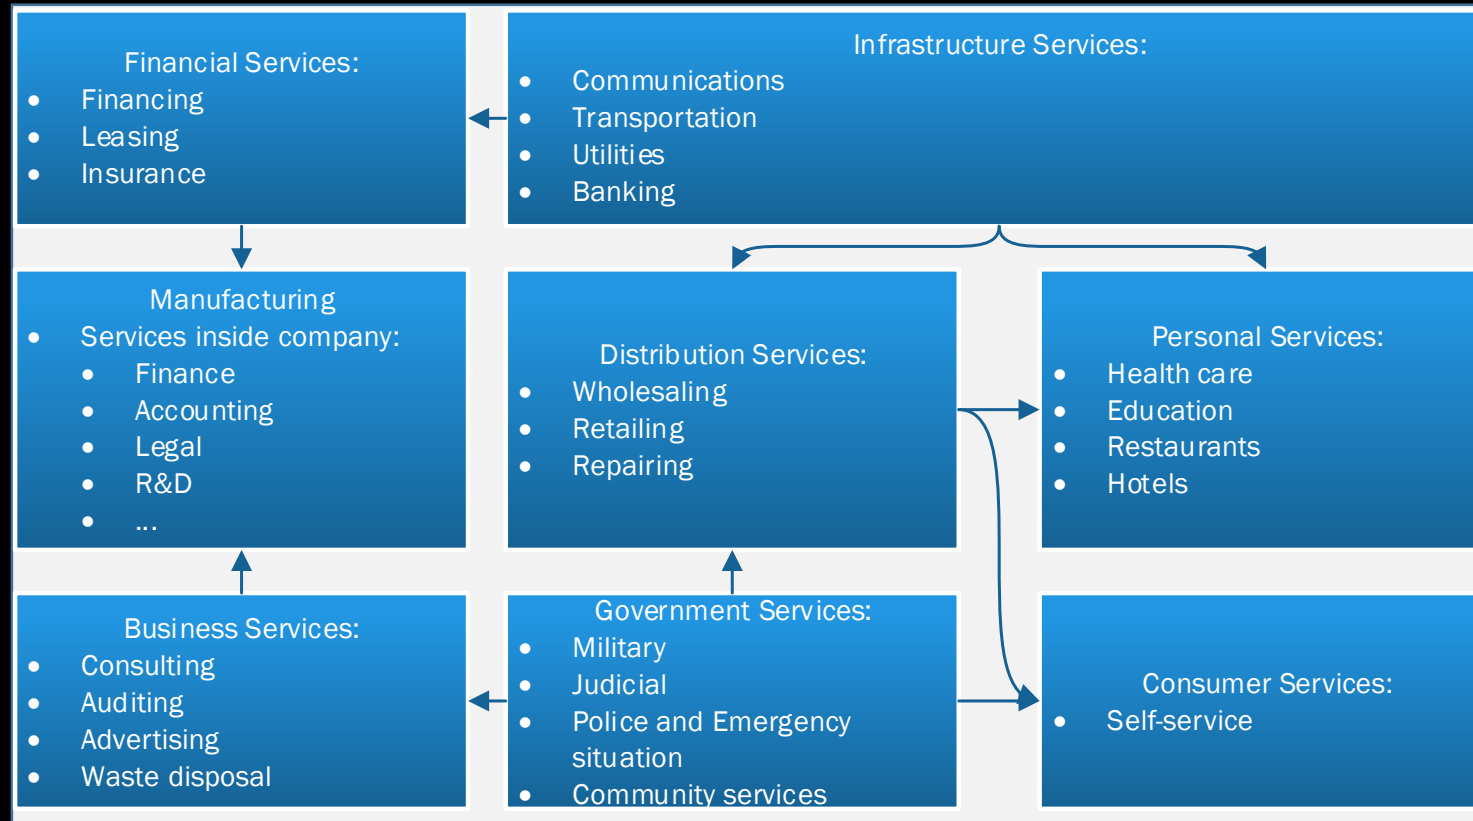 Financial Services:
• Financing
• Leasing
• Insurance
Infrastructure Services:
• Communications
• Transportation
• Utilities
• Banking
Manufacturing
• Services inside company:
• Finance
• Accounting
• Legal
• R&D
• ...
Distribution Services:
• Wholesaling
• Retailing
• Repairing
Personal Services:
• Health care
• Education
• Restaurants
• Hotels
Business Services:
• Consulting
• Auditing
• Advertising
• Waste disposal
Government Services:
• Military
• Judicial
• Police and Emergency
situation
• Community services
Consumer Services:
• Self-service